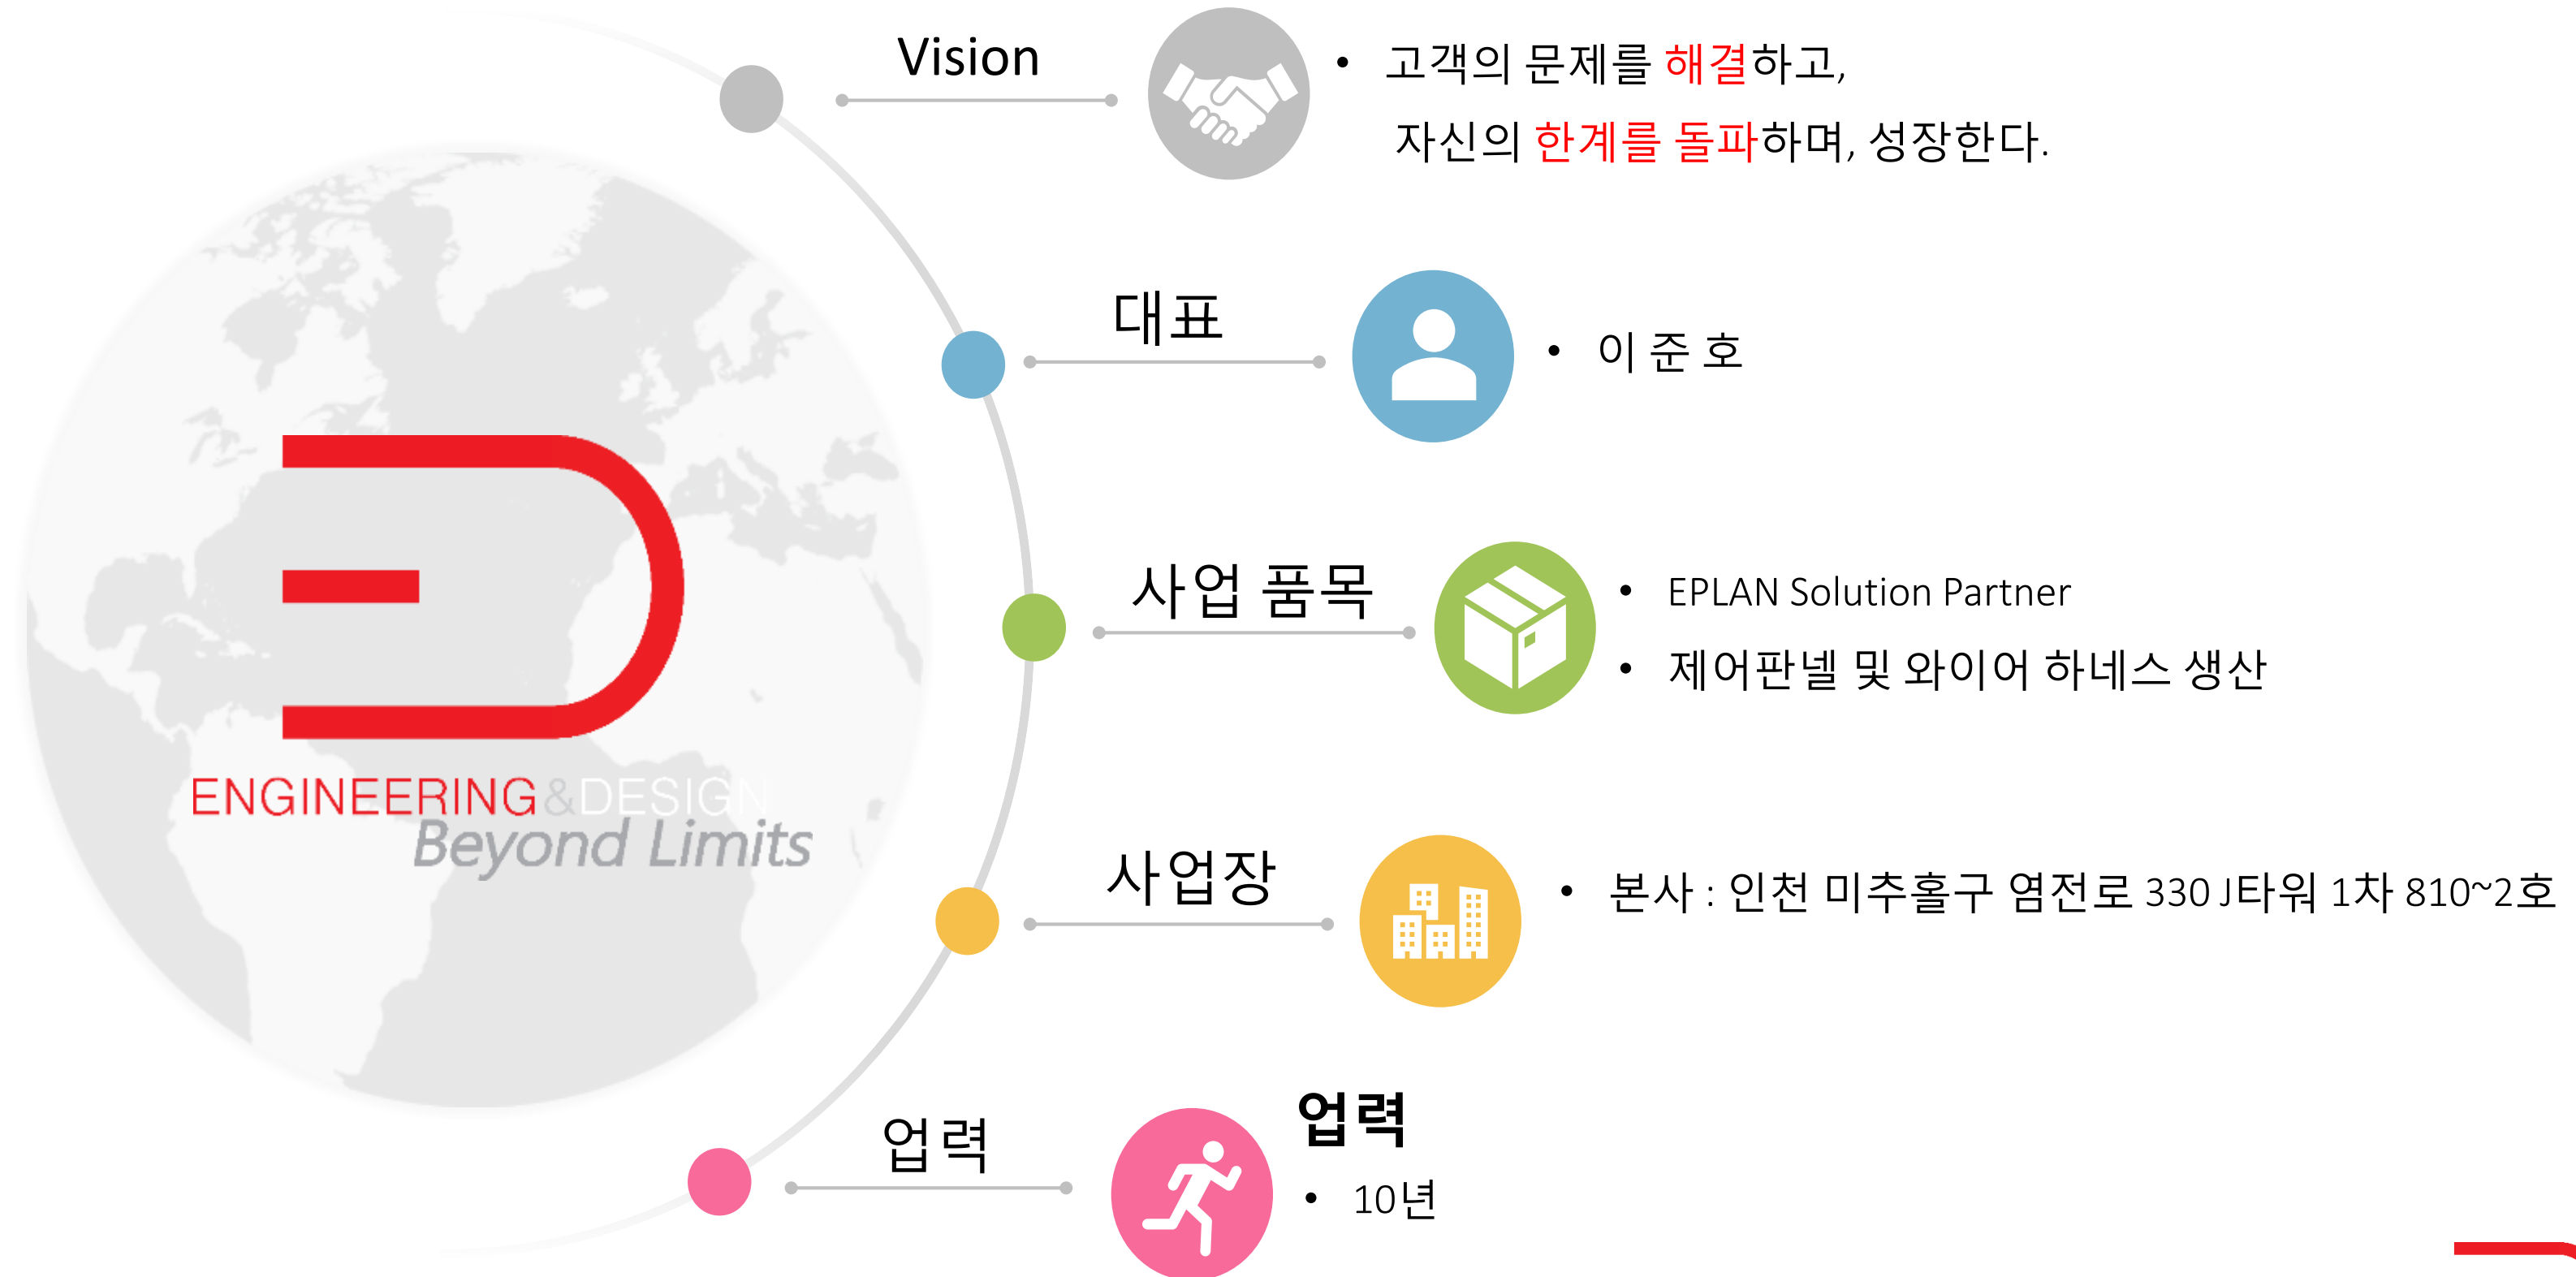 Vision
• 고객의 문제를 해결하고,
자신의 한계를 돌파하며, 성장한다.
대표
• 이 준 호
사업 품목
• EPLAN Solution Partner
• 제어판넬 및 와이어 하네스 생산
ENGINEERING&DESIGN
Beyond Limits
사업장
• 본사 : 인천 미추홀구 염전로 330 J타워 1차 810~2호
업력
업력
• 10년